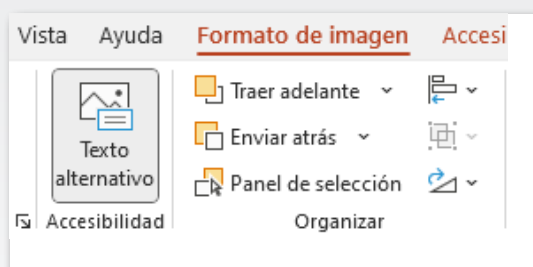 Vista Ayuda Formato de imagen Accesi
Traer adelante
Enviar atrás
Texto alternativo
Panel de selección
Accesibilidad
Organizar